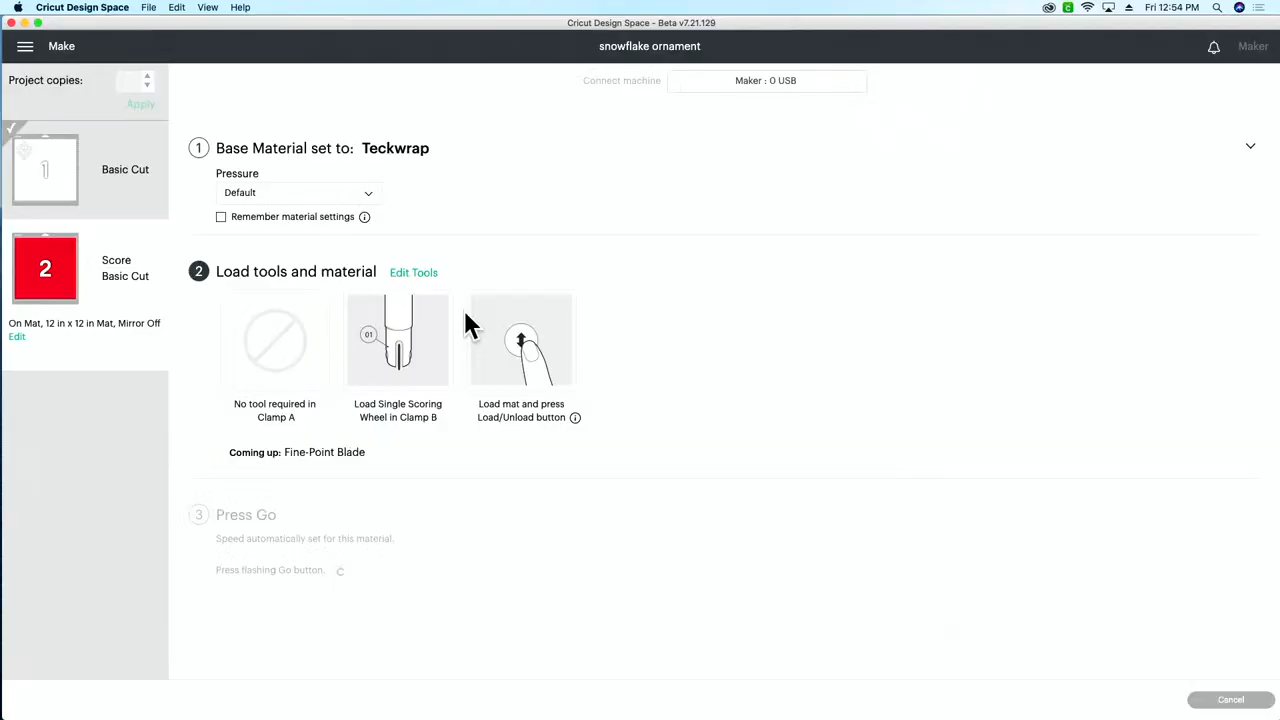 Cricut Design Space File Edit View Help
Fri 12:54 PM
Cricut Design Space - Beta v7.21.129
Make
snowflake ornament
Maker
Project copies:
Apply
Connect machine
Maker : 0 USB
1
Basic Cut
2
Score
Basic Cut
On Mat, 12 in x 12 in Mat, Mirror Off
Edit
1 Base Material set to: Teckwrap
Pressure
Default
Remember material settings
2 Load tools and material Edit Tools
01
No tool required in
Clamp A
Load Single Scoring
Wheel in Clamp B
Load mat and press
Load/Unload button
Coming up: Fine-Point Blade
3 Press Go
Speed automatically set for this material.
Press flashing Go button.
Cancel